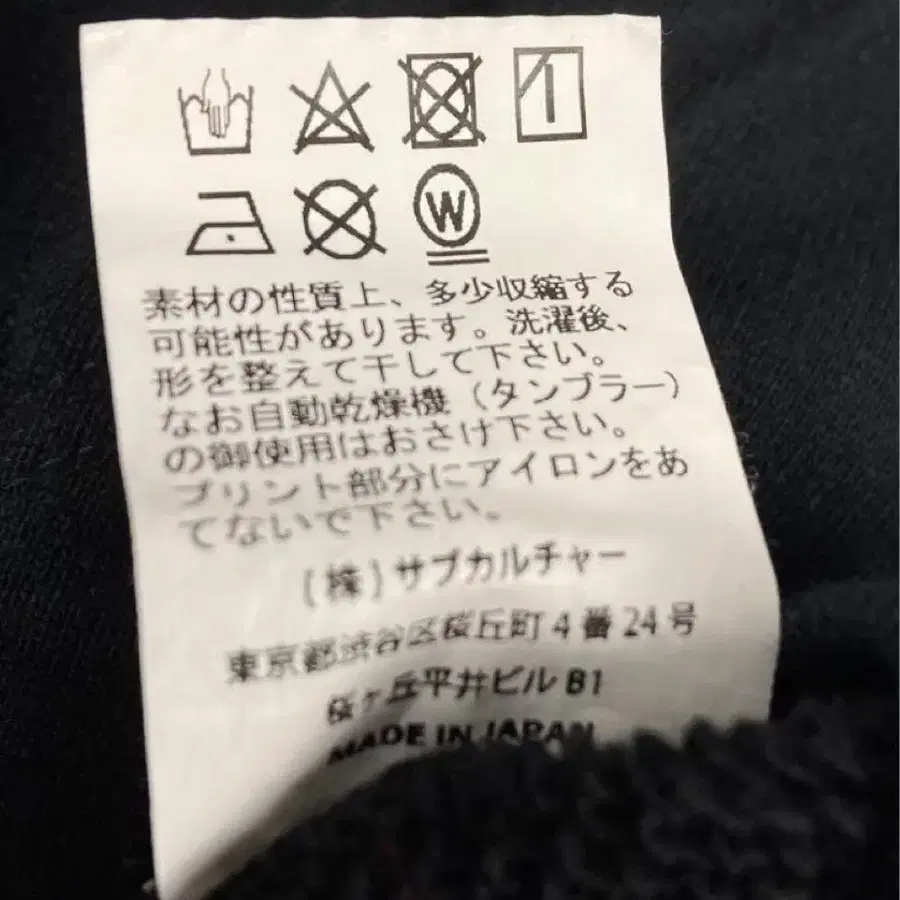 W
素材の性質上、多少収縮する
可能性があります。洗濯後、
形を整えて干して下さい。
なお自動乾燥機（タンブラー）
の御使用はおさけ下さい。
プリント部分にアイロンをあ
てないで下さい。
(株)サブカルチャー
東京都渋谷区桜丘町4番24号
桜ヶ丘平井ビルB1
MADE IN JAPAN